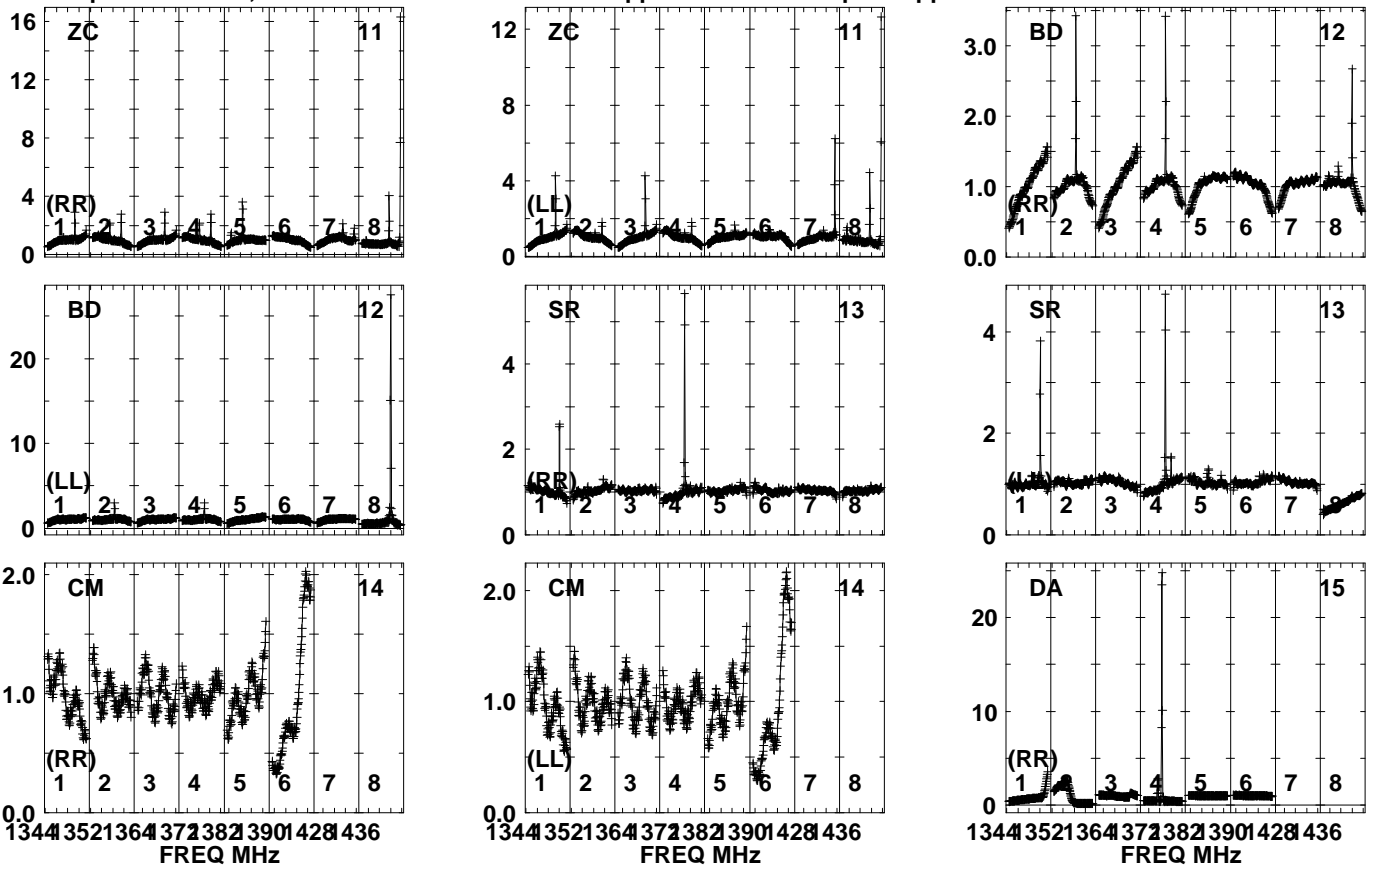 16 ZC 11 12 ZC 11 BD 12
12 3.0
8 8 2.0
4 4 1.0
(RR) (LL) (RR)
1 2 3 4 5 6 7 8 1 2 3 4 5 6 7 8 1 2 3 4 5 6 7 8
0 0 0.0
BD 12 SR 13 SR 13
20 4 4
10 2 2
(LL) (RR)
1 2 3 4 5 6 7 8 1 2 3 4 5 6 7 8 1 2 3 4 5 6 7
0 0 0
2.0 CM 14 2.0 CM 14 DA 15
20
1.0 1.0 10
(RR) (LL) (RR)
1 2 3 4 5 6 7 8 1 2 3 4 5 6 7 8 1 3 4 5 6 7 8
0.0 0.0 0
1344 1352 1364 1372 1382 1390 1428 1436 1344 1352 1364 1372 1382 1390 1428 1436 1344 1352 1364 1372 1382 1390 1428 1436
FREQ MHz FREQ MHz FREQ MHz